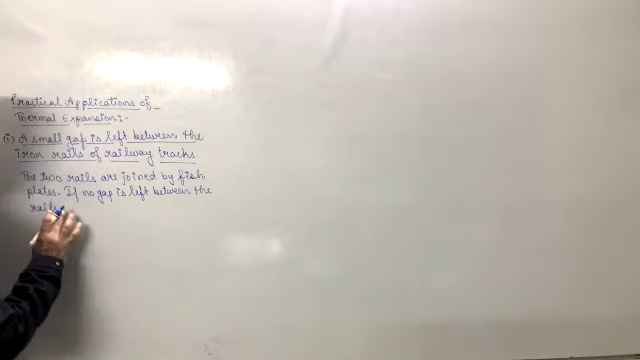 Practical Applications of
Thermal Expansion:-
(i) A small gap is left between the
iron rails of railway tracks.
The two rails are joined by fish
plates. If no gap is left between the
rails